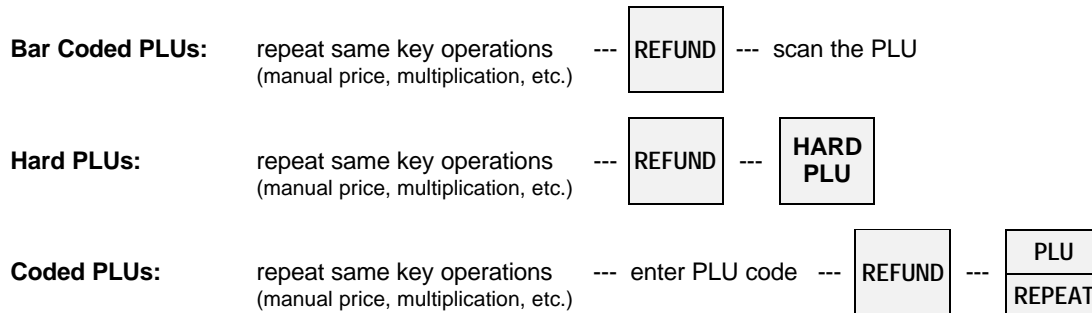 Bar Coded PLUs: repeat same key operations --- REFUND --- scan the PLU
(manual price, multiplication, etc.)
Hard PLUs: repeat same key operations --- REFUND --- HARD PLU
(manual price, multiplication, etc.)
Coded PLUs: repeat same key operations --- enter PLU code --- REFUND --- PLU
(manual price, multiplication, etc.) REPEAT